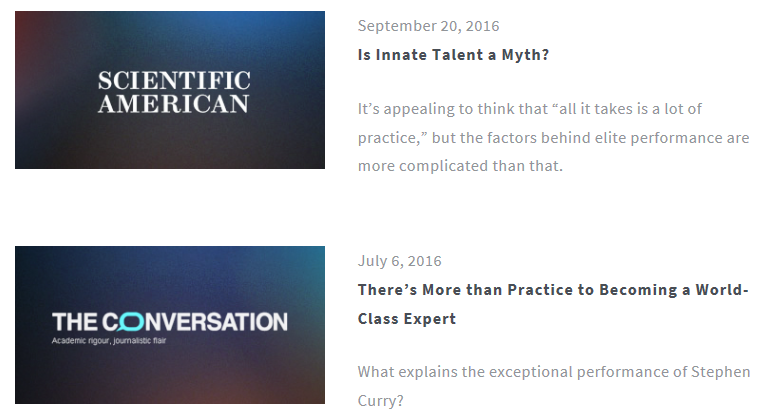 SCIENTIFIC
AMERICAN
September 20, 2016
Is Innate Talent a Myth?
It’s appealing to think that “all it takes is a lot of
practice,” but the factors behind elite performance are
more complicated than that.
THE CONVERSATION
Academic rigour, journalistic flair
July 6, 2016
There’s More than Practice to Becoming a World-
Class Expert
What explains the exceptional performance of Stephen
Curry?